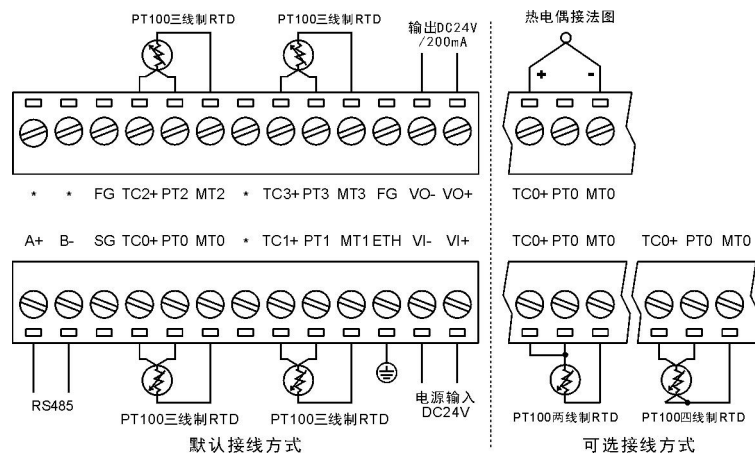 PT100三线制RTD PT100三线制RTD 输出DC24V
/200mA
热电偶接法图
+ -
* * FG TC2+ PT2 MT2 * TC3+ PT3 MT3 FG VO- VO+ TC0+ PT0 MT0
A+ B- SG TC0+ PT0 MT0 * TC1+ PT1 MT1 ETH VI- VI+ TC0+ PT0 MT0 TC0+ PT0 MT0
RS485 PT100三线制RTD PT100三线制RTD 电源输入
DC24V
PT100两线制RTD PT100四线制RTD
默认接线方式 可选接线方式